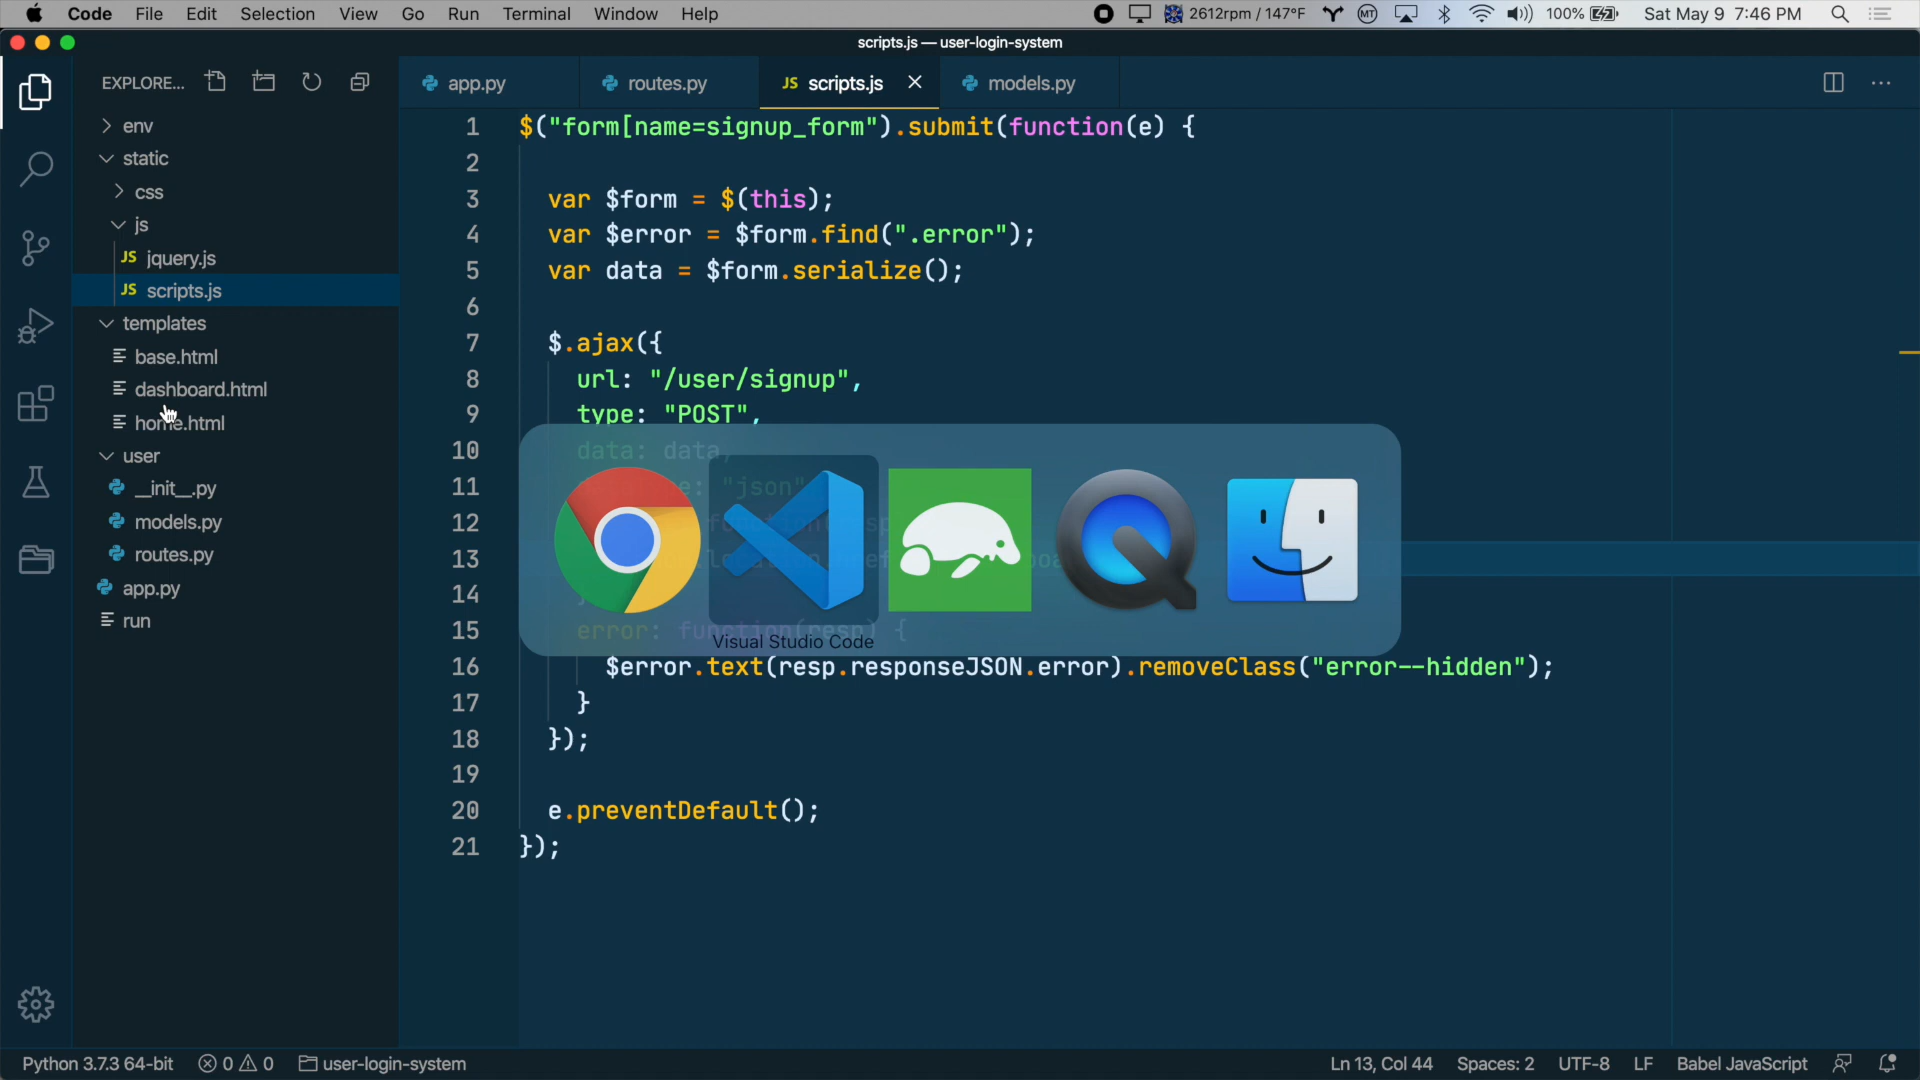 Code File Edit Selection View Go Run Terminal Window Help 2612rpm / 147°F MT 100% Sat May 9 7:46 PM
scripts.js — user-login-system
EXPLORE...
app.py
routes.py
JS scripts.js
models.py
env
static
css
js
JS jquery.js
JS scripts.js
templates
base.html
dashboard.html
home.html
user
__init__.py
models.py
routes.py
app.py
run
1 $("form[name=signup_form").submit(function(e) {
2
3 var $form = $(this);
4 var $error = $form.find(".error");
5 var data = $form.serialize();
6
7 $.ajax({
8 url: "/user/signup",
9 type: "POST",
10 data: data,
11 "json"
12
13
14
15 error: function(resp) {
16 $error.text(resp.responseJSON.error).removeClass("error--hidden");
17 }
18 });
19
20 e.preventDefault();
21 });
Visual Studio Code
Python 3.7.3 64-bit 0 0 user-login-system Ln 13, Col 44 Spaces: 2 UTF-8 LF Babel JavaScript